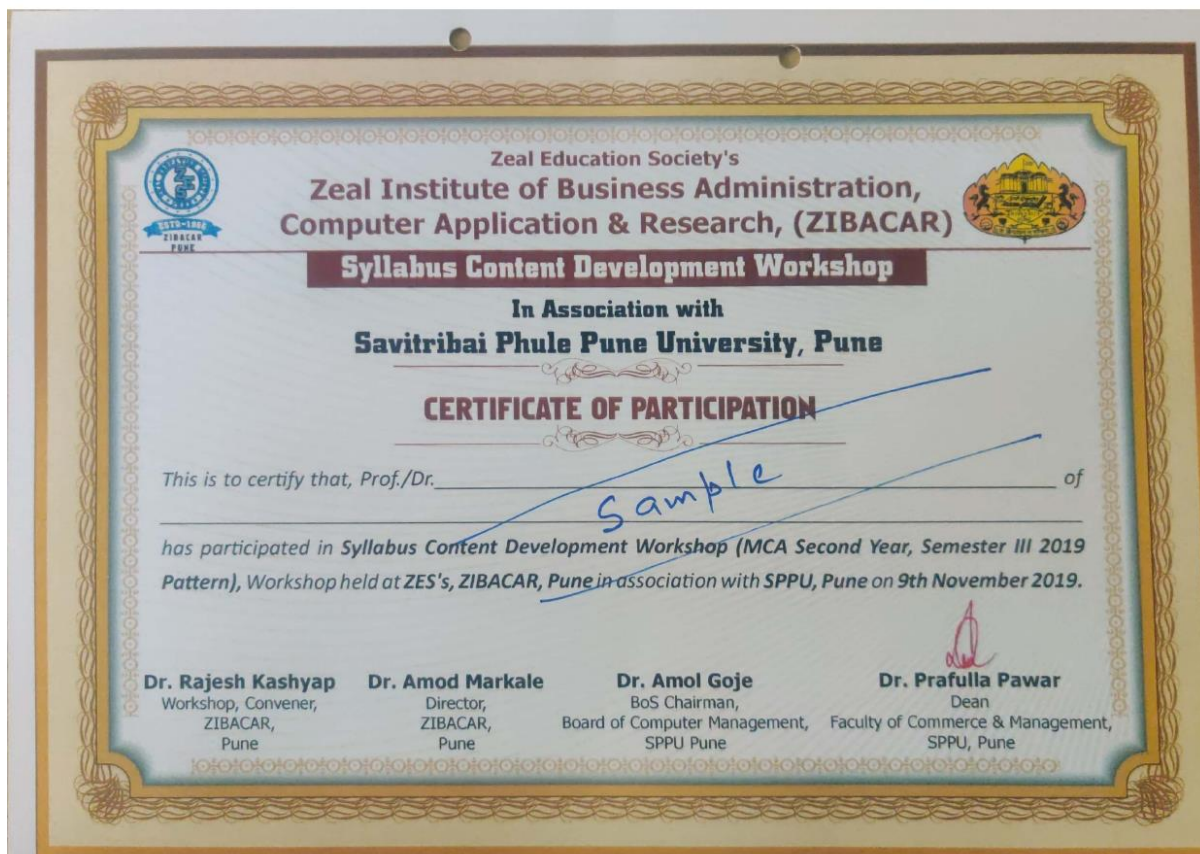 Zeal Education Society's
Zeal Institute of Business Administration,
Computer Application & Research, (ZIBACAR)
ESTD-1996
ZIBACAR
PUNE
Syllabus Content Development Workshop
In Association with
Savitribai Phule Pune University, Pune
CERTIFICATE OF PARTICIPATION
This is to certify that, Prof./Dr. of
Sample
has participated in Syllabus Content Development Workshop (MCA Second Year, Semester III 2019
Pattern), Workshop held at ZES's, ZIBACAR, Pune in association with SPPU, Pune on 9th November 2019.
Dr. Rajesh Kashyap
Workshop, Convener,
ZIBACAR,
Pune
Dr. Amod Markale
Director,
ZIBACAR,
Pune
Dr. Amol Goje
BoS Chairman,
Board of Computer Management,
SPPU Pune
Dr. Prafulla Pawar
Dean
Faculty of Commerce & Management,
SPPU, Pune